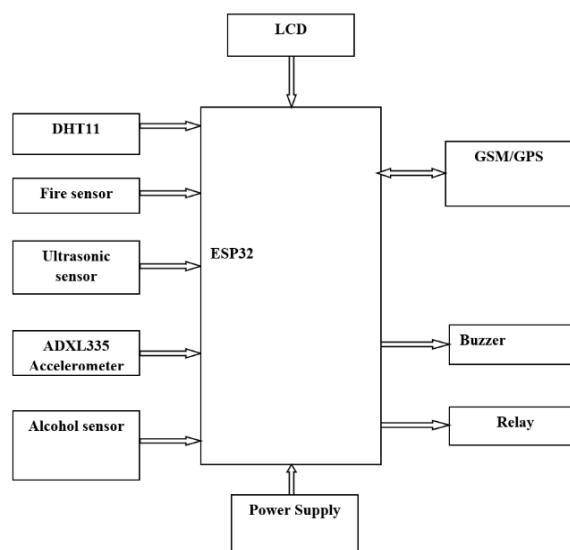 LCD
DHT11
Fire sensor
Ultrasonic
sensor
ADXL335
Accelerometer
Alcohol sensor
ESP32
GSM/GPS
Buzzer
Relay
Power Supply